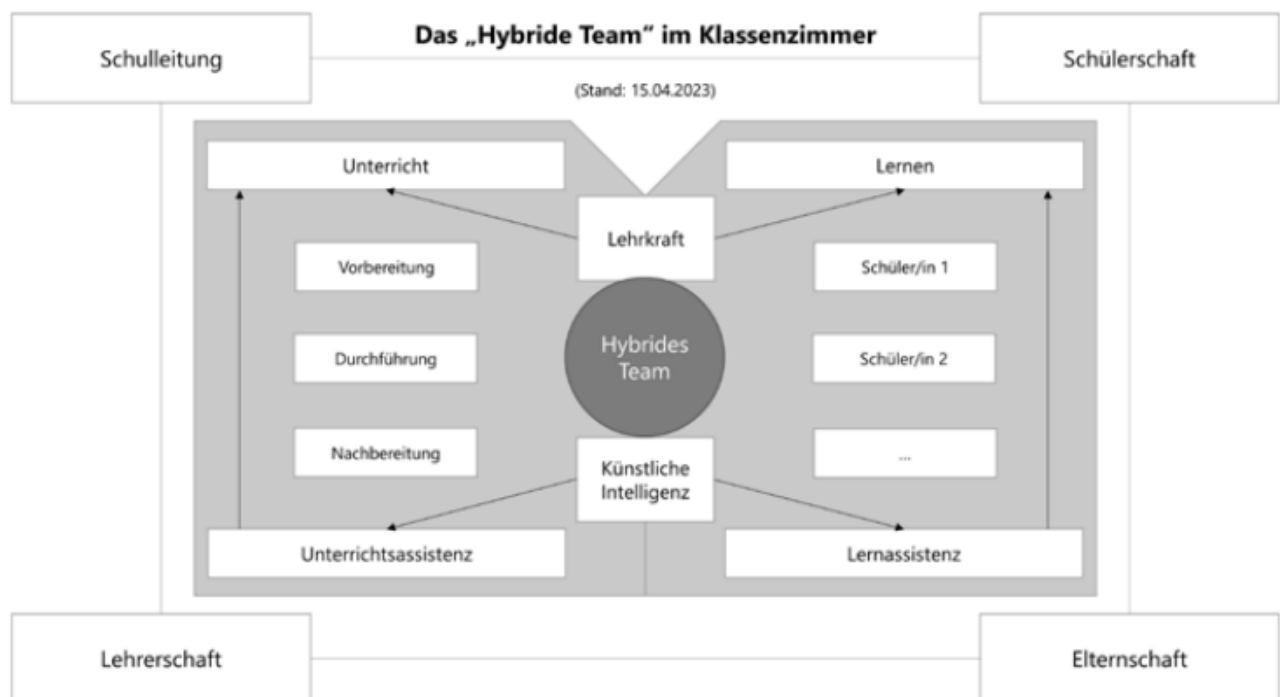 Das „Hybride Team“ im Klassenzimmer
Schulleitung
Schülerschaft
(Stand: 15.04.2023)
Unterricht
Lernen
Lehrkraft
Vorbereitung
Schüler/in 1
Hybrides
Team
Durchführung
Schüler/in 2
Nachbereitung
...
Künstliche
Intelligenz
Unterrichtsassistenz
Lernassistenz
Lehrerschaft
Elternschaft